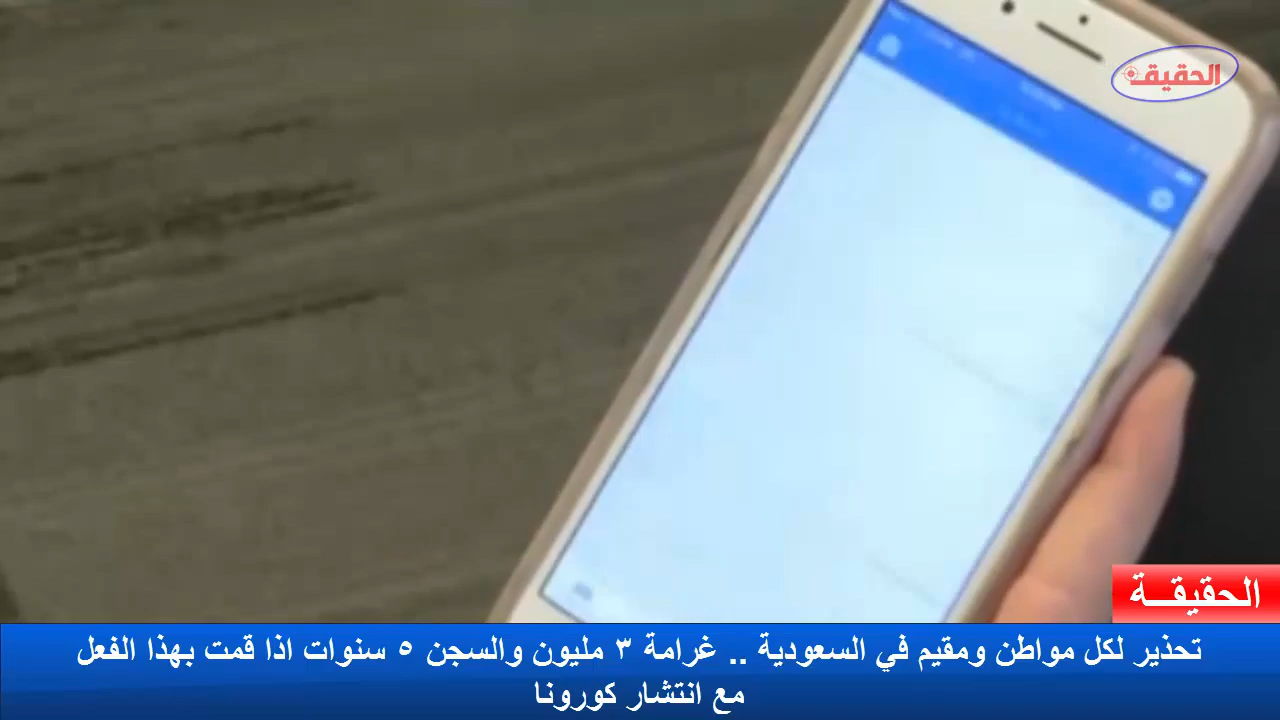 الحقيقة
الحقيقــة
تحذير لكل مواطن ومقيم في السعودية .. غرامة ٣ مليون والسجن ٥ سنوات اذا قمت بهذا الفعل
مع انتشار كورونا